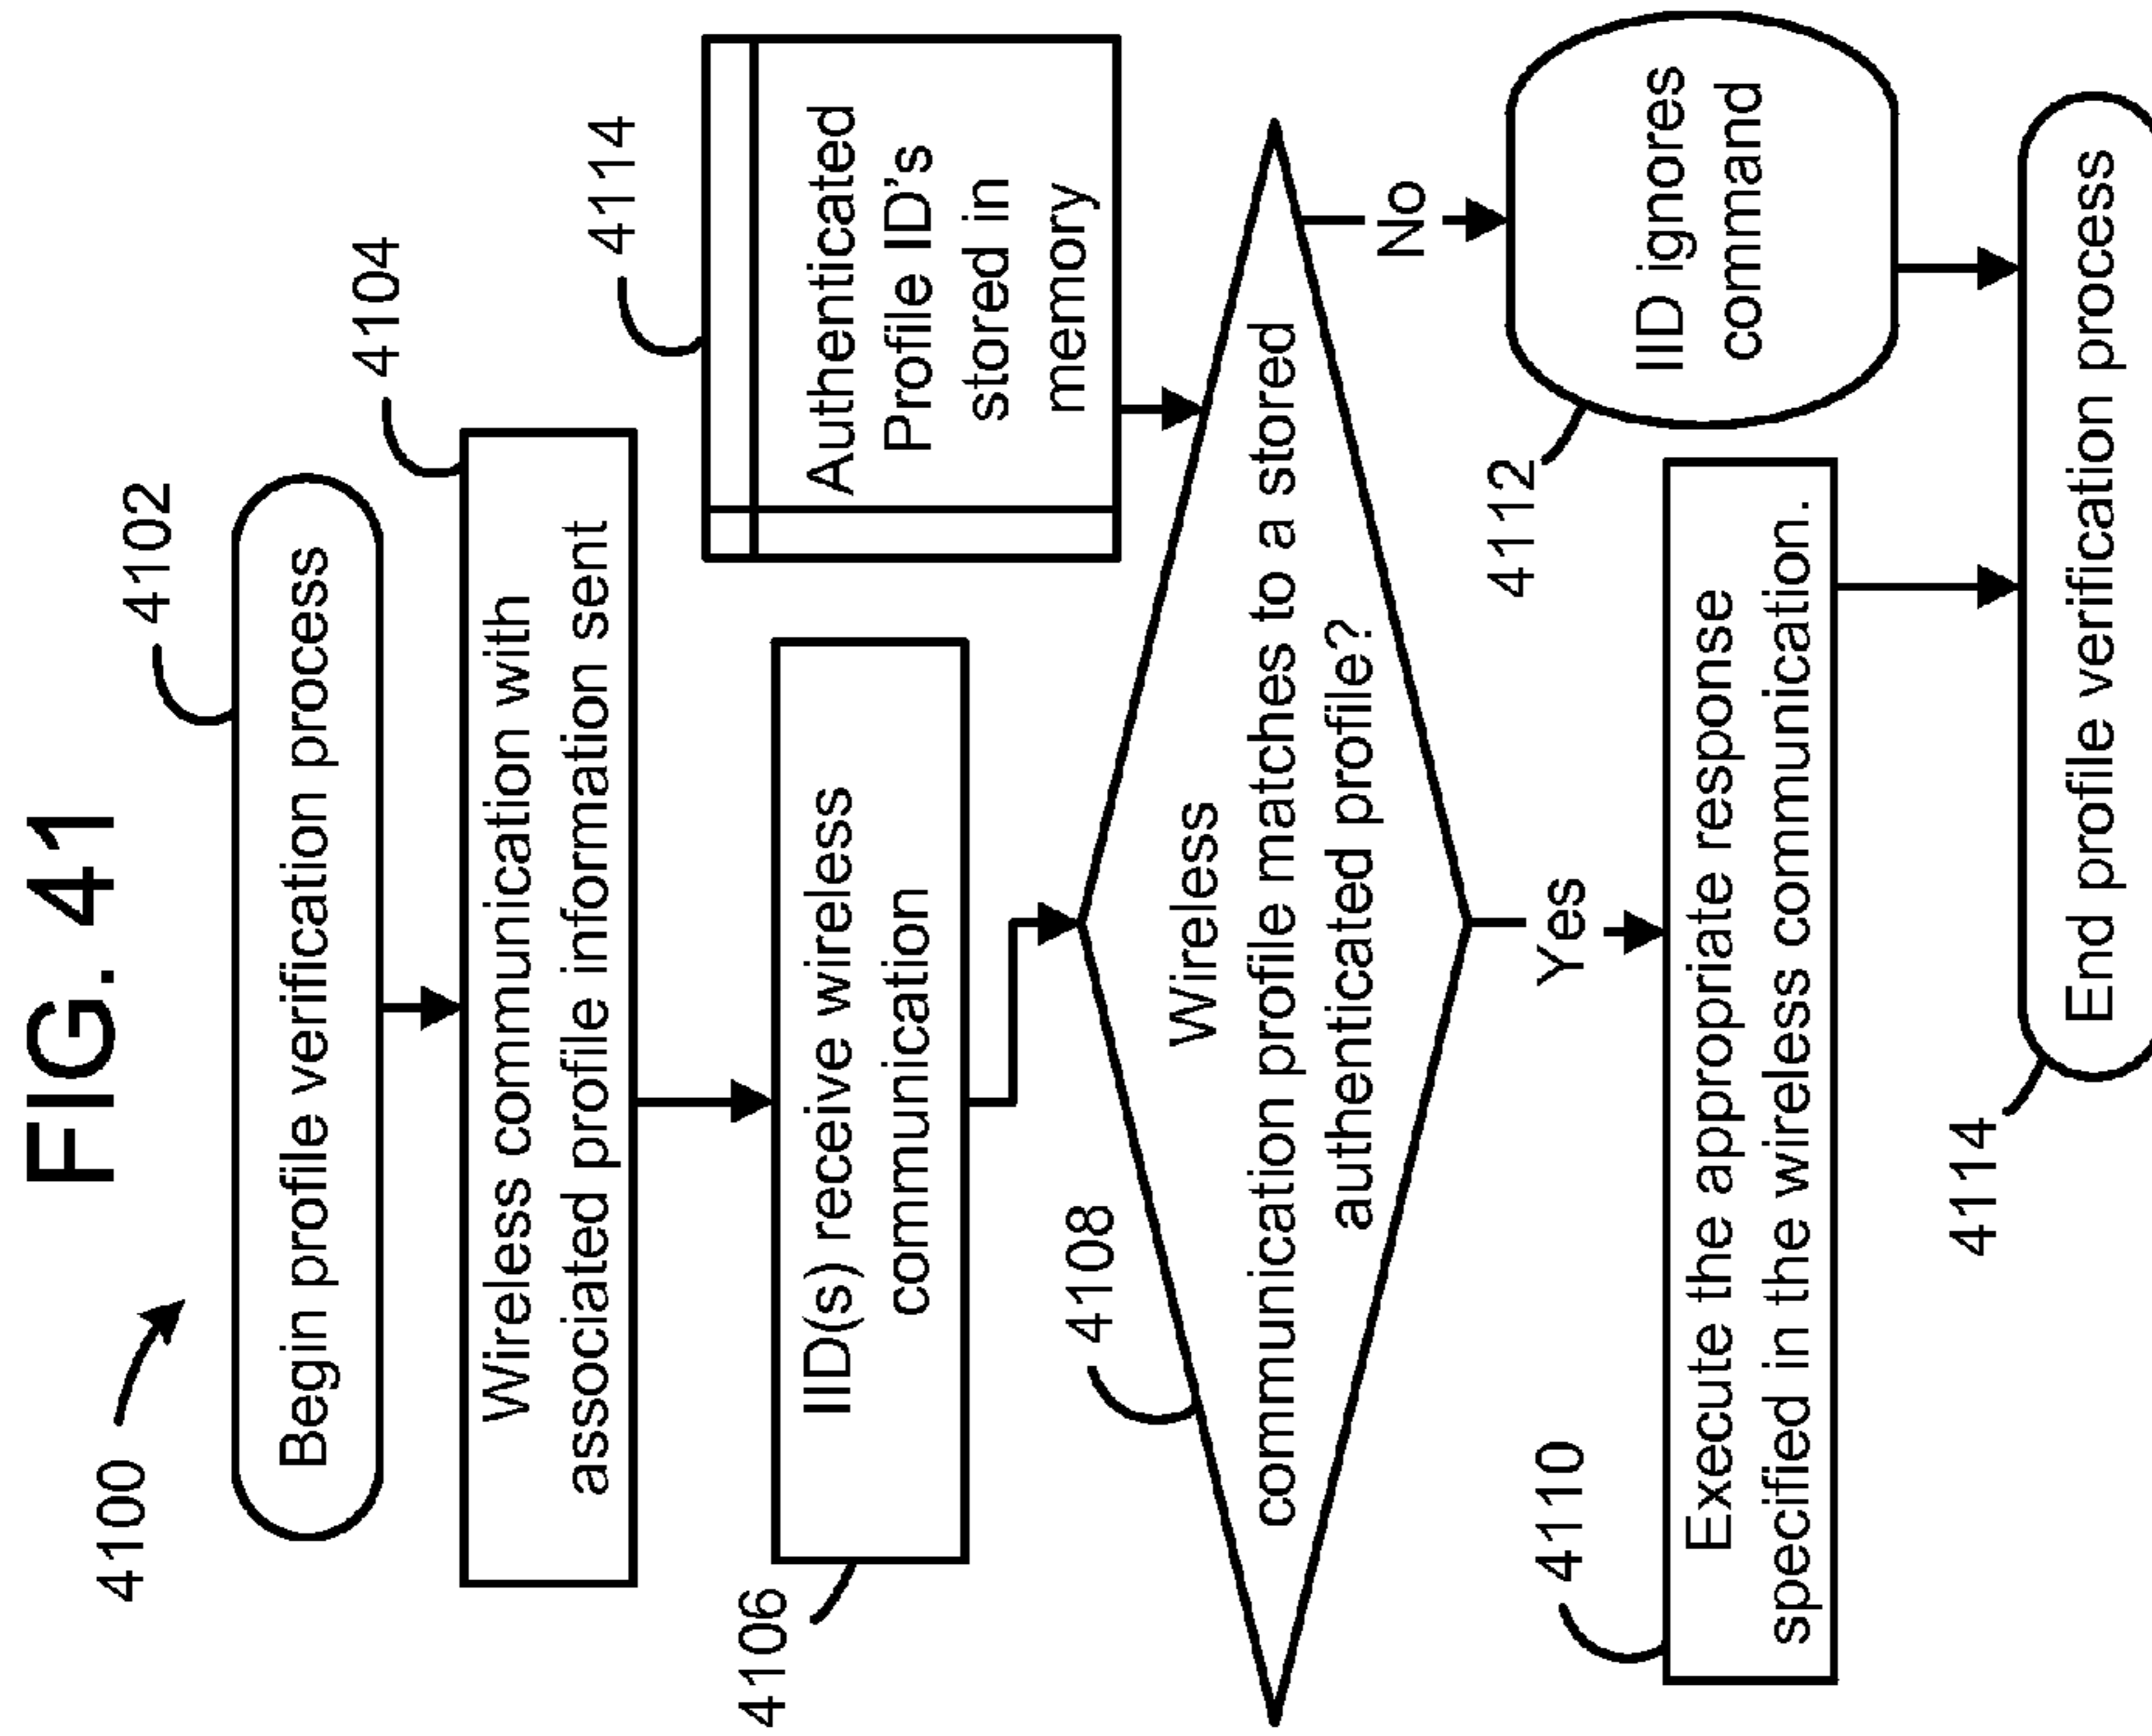 FIG. 41
4100
4102
Begin profile verification process
4104
Wireless communication with
associated profile information sent
4106
IID(s) receive wireless
communication
4114
Authenticated
Profile ID's
stored in
memory
4108
Wireless
communication profile matches to a stored
authenticated profile?
Yes
No
4110
Execute the appropriate response
specified in the wireless communication.
4112
IID ignores
command
4114
End profile verification process